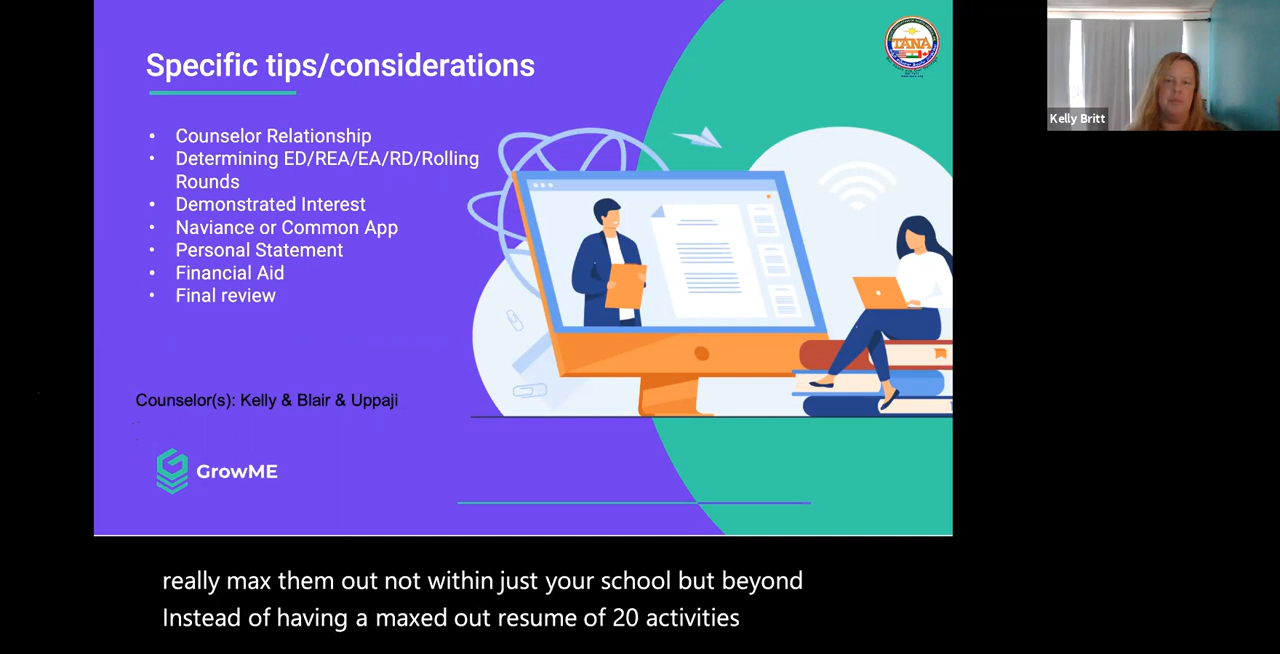 Specific tips/considerations
TANA
• Counselor Relationship
• Determining ED/REA/EA/RD/Rolling
Rounds
• Demonstrated Interest
• Naviance or Common App
• Personal Statement
• Financial Aid
• Final review
Counselor(s): Kelly & Blair & Uppaji
GrowME
Kelly Britt
really max them out not within just your school but beyond
Instead of having a maxed out resume of 20 activities